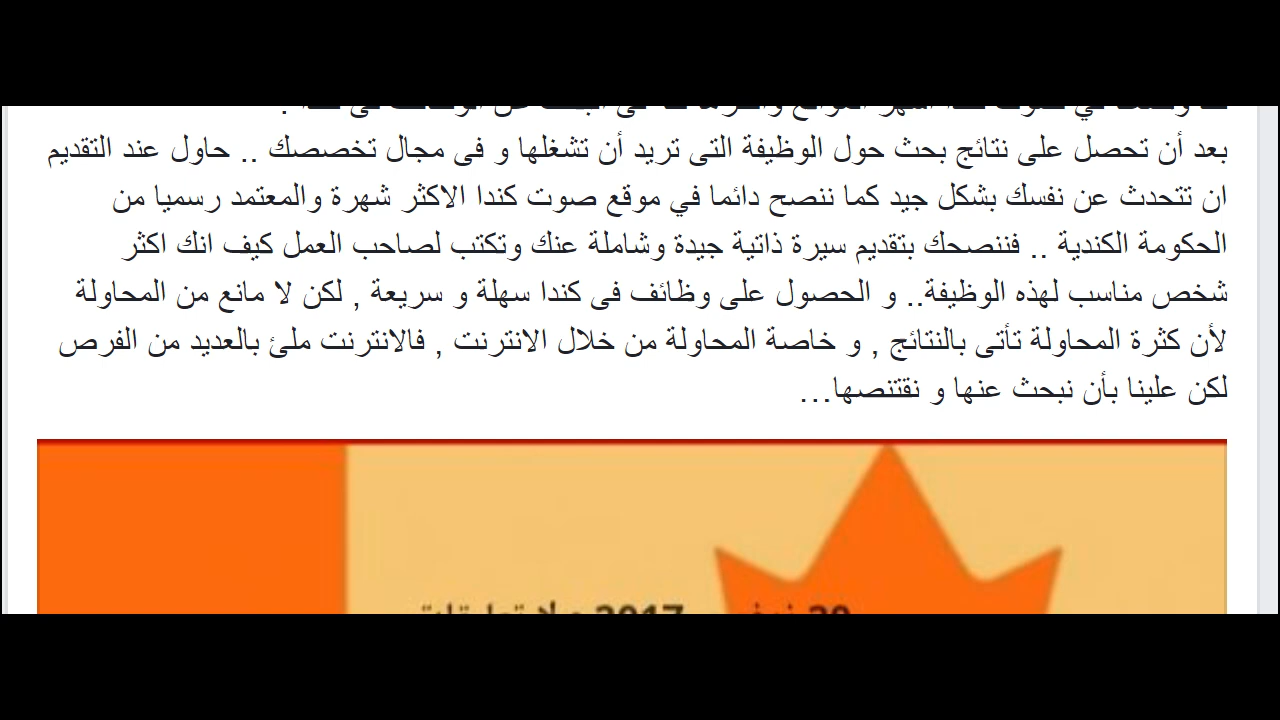 بعد أن تحصل على نتائج بحث حول الوظيفة التى تريد أن تشغلها و فى مجال تخصصك .. حاول عند التقديم
ان تتحدث عن نفسك بشكل جيد كما ننصح دائما في موقع صوت كندا الاكثر شهرة والمعتمد رسميا من
الحكومة الكندية .. فننصحك بتقديم سيرة ذاتية جيدة وشاملة عنك وتكتب لصاحب العمل كيف انك اكثر
شخص مناسب لهذه الوظيفة.. و الحصول على وظائف فى كندا سهلة و سريعة , لكن لا مانع من المحاولة
لأن كثرة المحاولة تأتى بالنتائج , و خاصة المحاولة من خلال الانترنت , فالانترنت ملئ بالعديد من الفرص
لكن علينا بأن نبحث عنها و نقتنصها...
2017